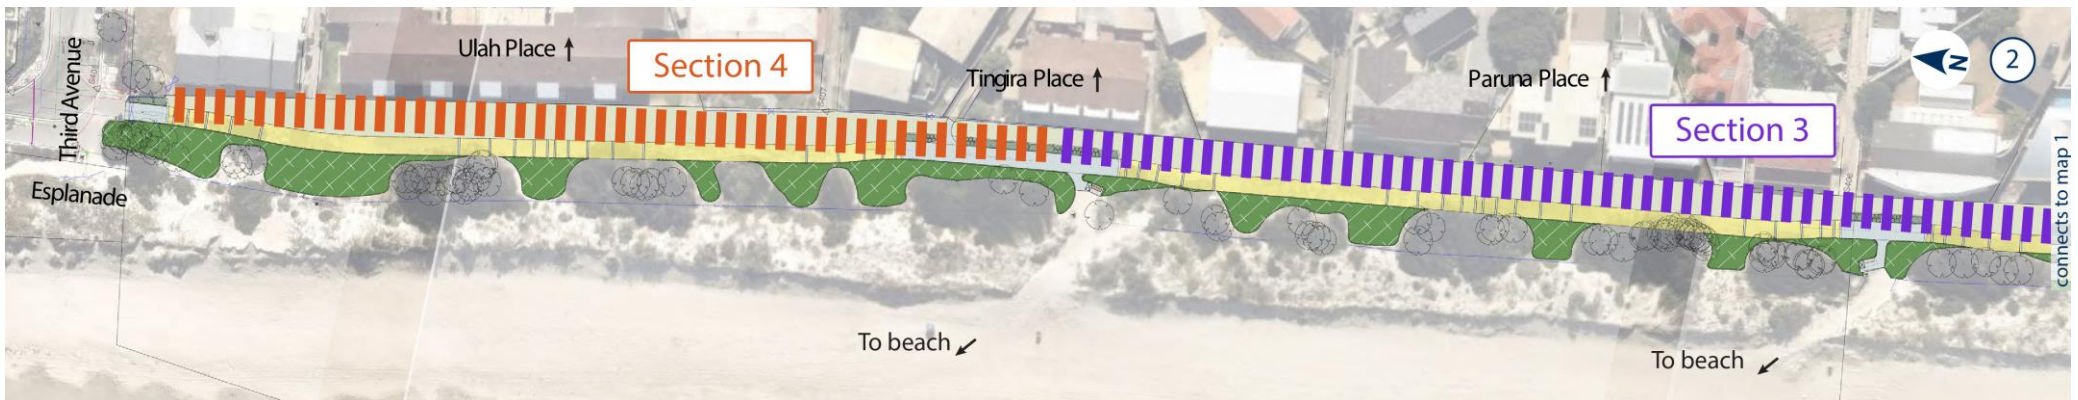 Third Avenue
Esplanade
Ulah Place ↑
Section 4
Tingira Place ↑
Paruna Place ↑
Section 3
N
2
connects to map 1
To beach ↙
To beach ↙